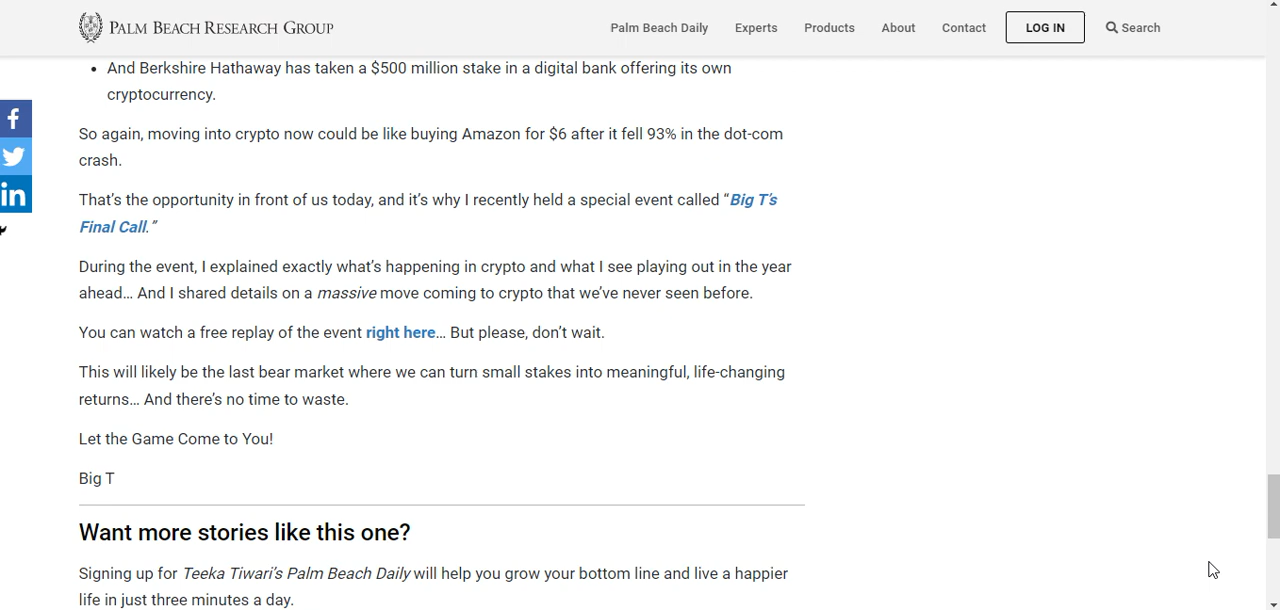 PALM BEACH RESEARCH GROUP
Palm Beach Daily
Experts
Products
About
Contact
LOG IN
Search
And Berkshire Hathaway has taken a $500 million stake in a digital bank offering its own
cryptocurrency.
So again, moving into crypto now could be like buying Amazon for $6 after it fell 93% in the dot-com
crash.
That’s the opportunity in front of us today, and it’s why I recently held a special event called “Big T’s
Final Call.”
During the event, I explained exactly what’s happening in crypto and what I see playing out in the year
ahead… And I shared details on a massive move coming to crypto that we’ve never seen before.
You can watch a free replay of the event right here… But please, don’t wait.
This will likely be the last bear market where we can turn small stakes into meaningful, life-changing
returns… And there’s no time to waste.
Let the Game Come to You!
Big T
Want more stories like this one?
Signing up for Teeka Tiwari’s Palm Beach Daily will help you grow your bottom line and live a happier
life in just three minutes a day.